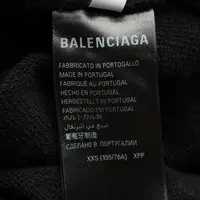 BALENCIAGA
FABBRICATO IN PORTOGALLO
MADE IN PORTUGAL
FABRIQUÉ AU PORTUGAL
HECHO EN PORTUGAL
HERGESTELLT IN PORTUGAL
ポルトガル製
صنع في البرتغال
葡萄牙制造
СДЕЛАНО В ПОРТУГАЛИИ
XXS (155/76A) XPP